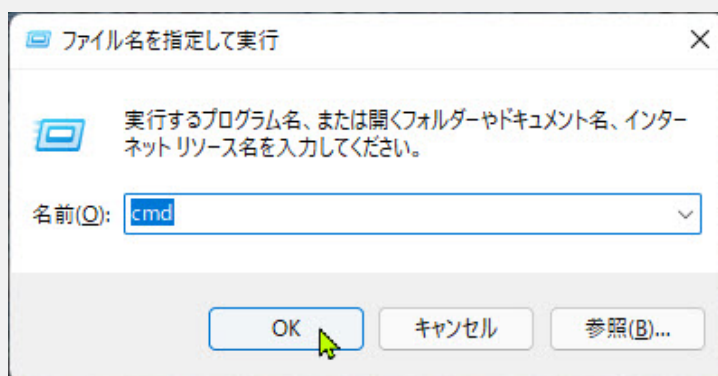 ファイル名を指定して実行
実行するプログラム名、または開くフォルダーやドキュメント名、インター
ネット リソース名を入力してください。
名前(O): cmd
OK キャンセル 参照(B)...